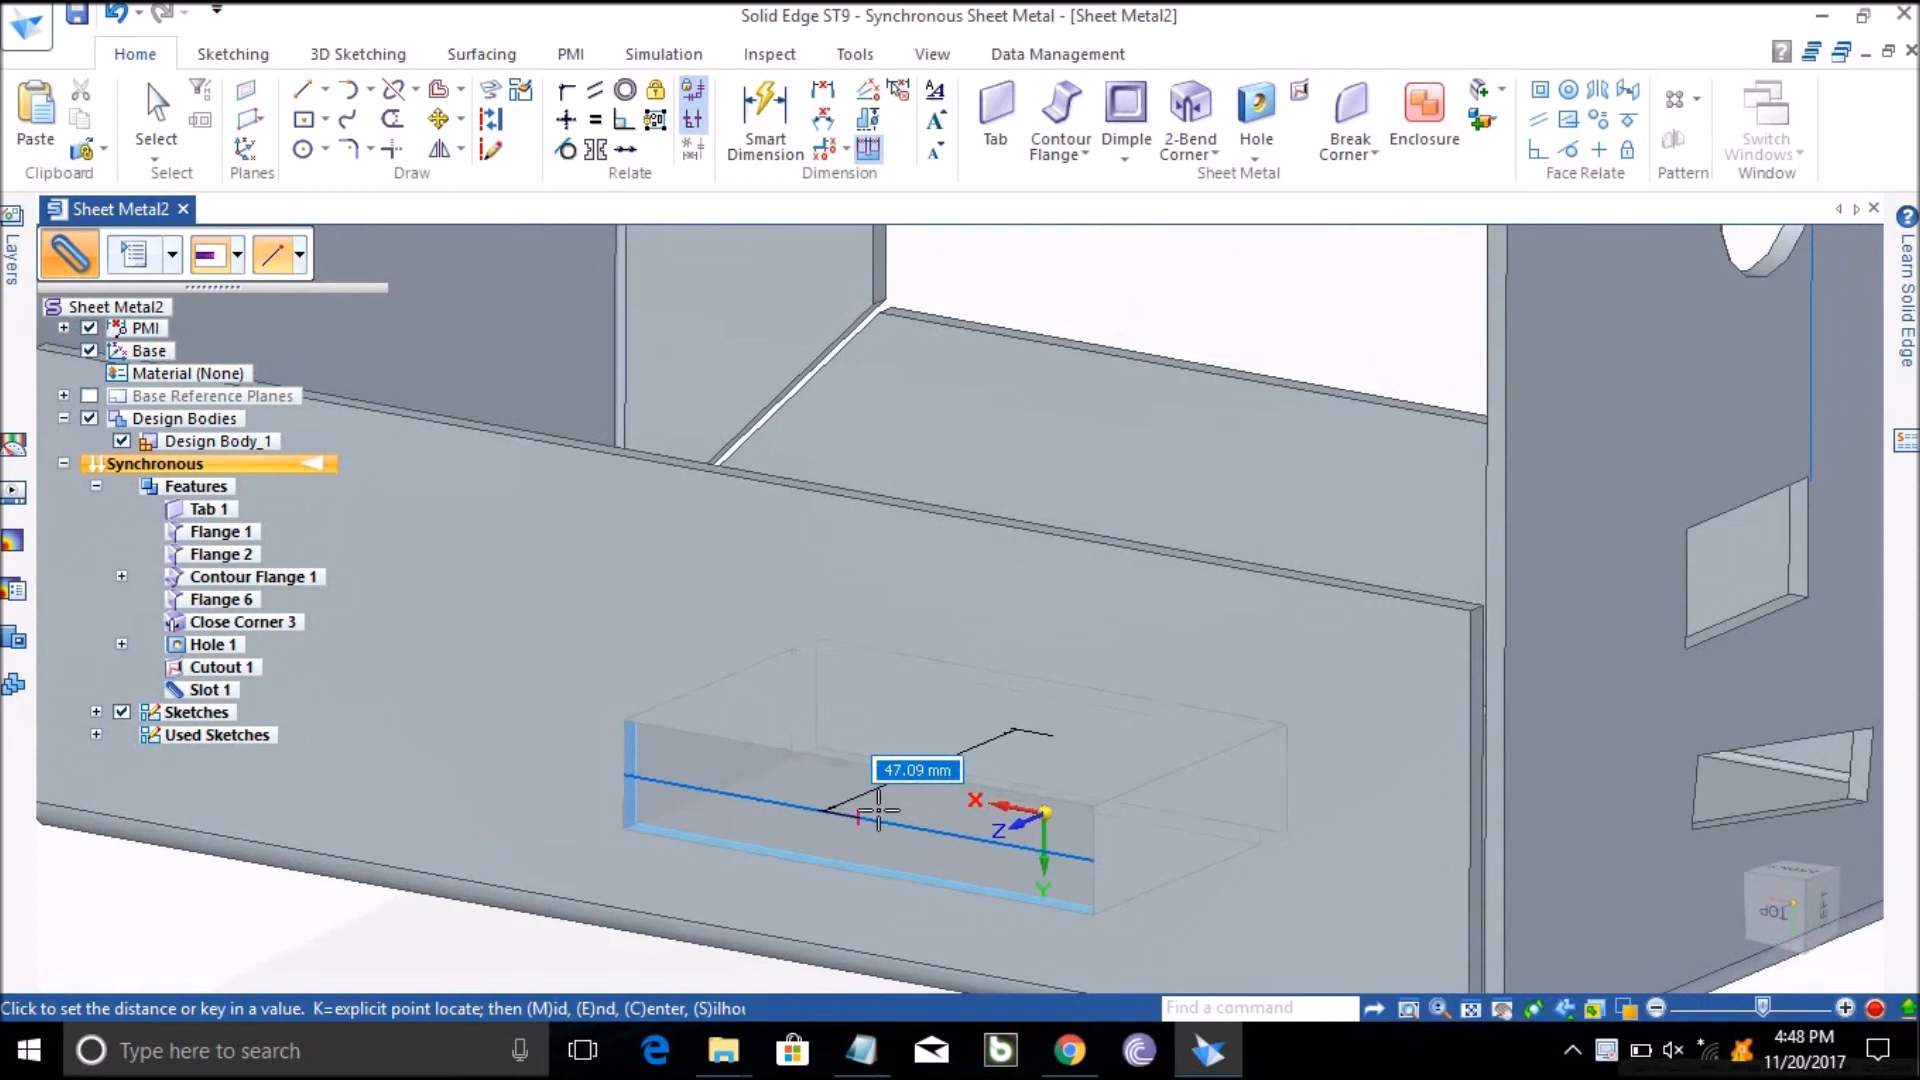 Solid Edge ST9 - Synchronous Sheet Metal - [Sheet Metal2]
Home
Sketching
3D Sketching
Surfacing
PMI
Simulation
Inspect
Tools
View
Data Management
Paste
Select
Smart Dimension
Tab
Contour Flange
Dimple
2-Bend Corner
Hole
Break Corner
Enclosure
Switch Windows
Clipboard
Select
Planes
Draw
Relate
Dimension
Sheet Metal
Face Relate
Pattern
Window
Sheet Metal2
Layers
Learn Solid Edge
Sheet Metal2
PMI
Base
Material (None)
Base Reference Planes
Design Bodies
Design Body_1
Synchronous
Features
Tab 1
Flange 1
Flange 2
Contour Flange 1
Flange 6
Close Corner 3
Hole 1
Cutout 1
Slot 1
Sketches
Used Sketches
47.09 mm
X
Z
Y
TOP
LEFT
Click to set the distance or key in a value. K=explicit point locate; then (M)id, (E)nd, (C)enter, (S)ilhou
Find a command
Type here to search
4:48 PM
11/20/2017